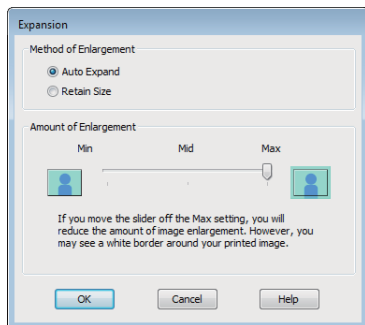 Expansion
Method of Enlargement
Auto Expand
Retain Size
Amount of Enlargement
Min Mid Max
If you move the slider off the Max setting, you will
reduce the amount of image enlargement. However, you
may see a white border around your printed image.
OK Cancel Help